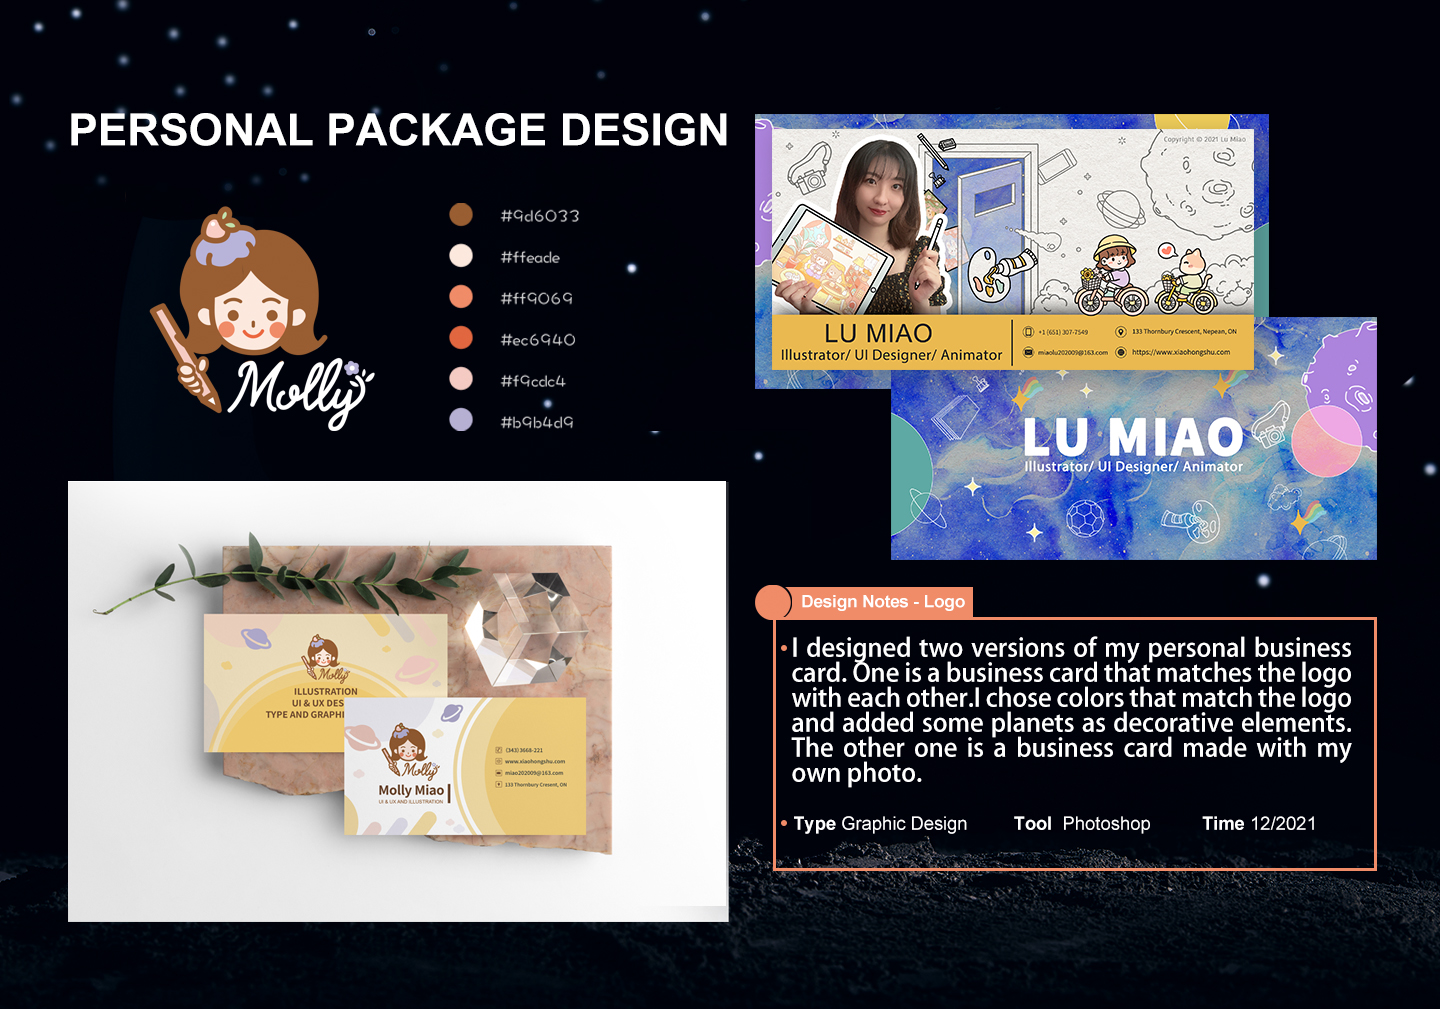 PERSONAL PACKAGE DESIGN
#9d6033
#ffeade
#ff9069
#ec6940
#f9cdc4
#b9b4d9
Molly
Copyright © 2021 Lu Miao
LU MIAO
Illustrator/ UI Designer/ Animator
+1 (651) 307-7549
133 Thornbury Crescent, Nepean, ON
miaolu202009@163.com
https://www.xiaohongshu.com
LU MIAO
Illustrator/ UI Designer/ Animator
Molly
ILLUSTRATION
UI & UX DES
TYPE AND GRAPHI
Molly
Molly Miao
UI & UX AND ILLUSTRATION
(343) 3668-221
www.xiaohongshu.com
miao202009@163.com
133 Thornbury Cresent, ON
Design Notes - Logo
I designed two versions of my personal business
card. One is a business card that matches the logo
with each other.I chose colors that match the logo
and added some planets as decorative elements.
The other one is a business card made with my
own photo.
Type Graphic Design Tool Photoshop Time 12/2021